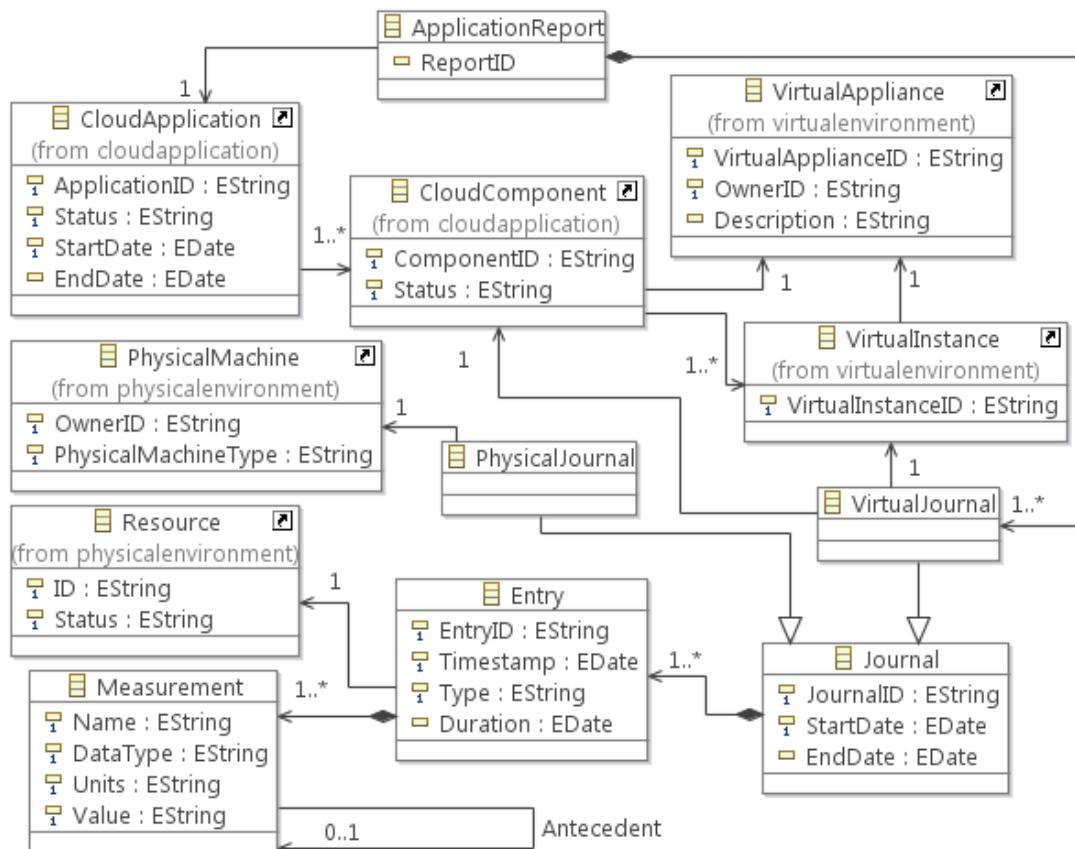 ApplicationReport
ReportID
1
CloudApplication
(from cloudapplication)
ApplicationID : EString
Status : EString
StartDate : EDate
EndDate : EDate
1..*
CloudComponent
(from cloudapplication)
ComponentID : EString
Status : EString
VirtualAppliance
(from virtualenvironment)
VirtualApplianceID : EString
OwnerID : EString
Description : EString
1
1
1
1..*
VirtualInstance
(from virtualenvironment)
VirtualInstanceID : EString
PhysicalMachine
(from physicalenvironment)
OwnerID : EString
PhysicalMachineType : EString
1
PhysicalJournal
1
VirtualJournal
1..*
Resource
(from physicalenvironment)
ID : EString
Status : EString
1
Entry
EntryID : EString
Timestamp : EDate
Type : EString
Duration : EDate
1..*
Journal
JournalID : EString
StartDate : EDate
EndDate : EDate
Measurement
Name : EString
DataType : EString
Units : EString
Value : EString
1..*
0..1
Antecedent